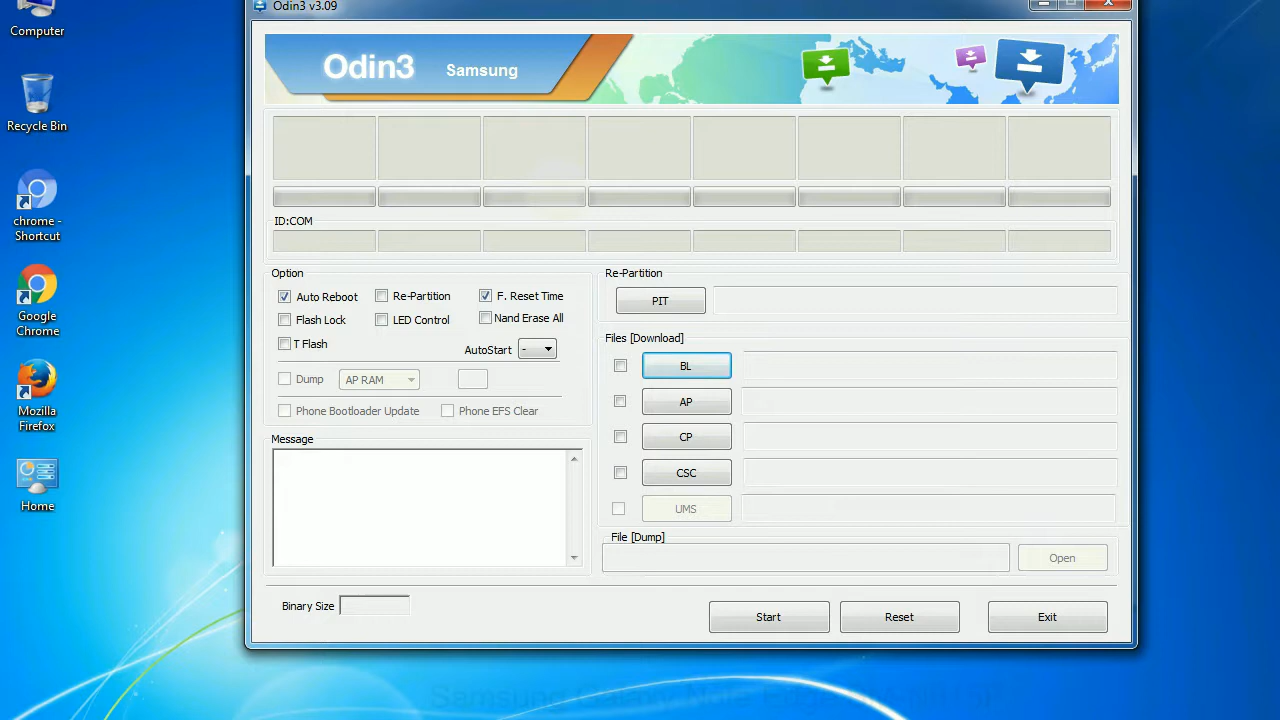 Computer
Recycle Bin
chrome -
Shortcut
Google
Chrome
Mozilla
Firefox
Home
Odin3 v3.09
Odin3 Samsung
ID:COM
Option
Auto Reboot Re-Partition F. Reset Time
Flash Lock LED Control Nand Erase All
T Flash AutoStart -
Dump AP RAM
Phone Bootloader Update Phone EFS Clear
Message
Re-Partition
PIT
Files [Download]
BL
AP
CP
CSC
UMS
File [Dump]
Open
Binary Size
Start Reset Exit
Samsung Galaxy Note